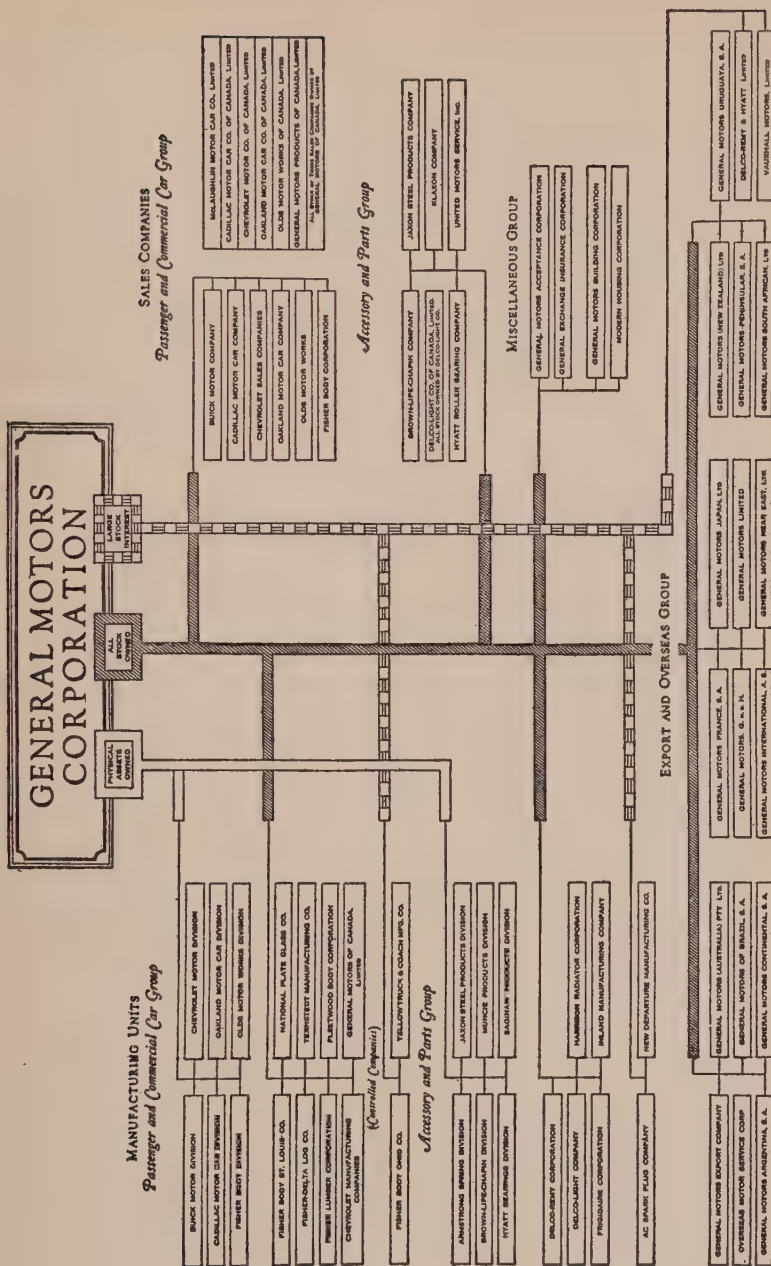 GENERAL MOTORS
CORPORATION
PHYSICAL
ASSETS
OWNED
ALL
STOCK
OWNED
LARGE
STOCK
INTEREST
MANUFACTURING UNITS
Passenger and Commercial Car Group
BUICK MOTOR DIVISION
CADILLAC MOTOR CAR DIVISION
FISHER BODY DIVISION
CHEVROLET MOTOR DIVISION
OAKLAND MOTOR CAR DIVISION
OLDS MOTOR WORKS DIVISION
FISHER BODY ST. LOUIS CO.
FISHER-DELTA LOG CO.
FISHER LUMBER CORPORATION
CHEVROLET MANUFACTURING
COMPANIES
NATIONAL PLATE GLASS CO.
TERNSTEDT MANUFACTURING CO.
FLEETWOOD BODY CORPORATION
GENERAL MOTORS OF CANADA,
LIMITED
(Controlled Companies)
FISHER BODY OHIO CO.
YELLOW TRUCK & COACH MFG. CO.
Accessory and Parts Group
ARMSTRONG SPRING DIVISION
BROWN-LIPE-CHAPIN DIVISION
HYATT BEARINGS DIVISION
JAXON STEEL PRODUCTS DIVISION
MUNCIE PRODUCTS DIVISION
SAGINAW PRODUCTS DIVISION
DELCO-REMY CORPORATION
DELCO-LIGHT COMPANY
FRIGIDAIRE CORPORATION
HARRISON RADIATOR CORPORATION
INLAND MANUFACTURING COMPANY
AC SPARK PLUG COMPANY
NEW DEPARTURE MANUFACTURING CO.
SALES COMPANIES
Passenger and Commercial Car Group
BUICK MOTOR COMPANY
CADILLAC MOTOR CAR COMPANY
CHEVROLET SALES COMPANIES
OAKLAND MOTOR CAR COMPANY
OLDS MOTOR WORKS
FISHER BODY CORPORATION
MCLAUGHLIN MOTOR CAR CO., LIMITED
CADILLAC MOTOR CAR CO. OF CANADA, LIMITED
CHEVROLET MOTOR CO. OF CANADA, LIMITED
OAKLAND MOTOR CAR CO. OF CANADA, LIMITED
OLDS MOTOR WORKS OF CANADA, LIMITED
GENERAL MOTORS PRODUCTS OF CANADA, LIMITED
ALL STOCK OF THESE SALES COMPANIES OWNED BY
GENERAL MOTORS OF CANADA, LIMITED
Accessory and Parts Group
BROWN-LIPE-CHAPIN COMPANY
DELCO-LIGHT CO. OF CANADA, LIMITED
ALL STOCK OWNED BY DELCO-LIGHT CO.
HYATT ROLLER BEARING COMPANY
JAXON STEEL PRODUCTS COMPANY
KLAXON COMPANY
UNITED MOTORS SERVICE, INC.
MISCELLANEOUS GROUP
GENERAL MOTORS ACCEPTANCE CORPORATION
GENERAL EXCHANGE INSURANCE CORPORATION
GENERAL MOTORS BUILDING CORPORATION
MODERN HOUSING CORPORATION
EXPORT AND OVERSEAS GROUP
GENERAL MOTORS EXPORT COMPANY
OVERSEAS MOTOR SERVICE CORP
GENERAL MOTORS ARGENTINA, S. A.
GENERAL MOTORS (AUSTRALIA) PTY LTD.
GENERAL MOTORS OF BRAZIL, S. A.
GENERAL MOTORS CONTINENTAL, S. A.
GENERAL MOTORS FRANCE, S. A.
GENERAL MOTORS, G. M. B. H.
GENERAL MOTORS INTERNATIONAL, A. S.
GENERAL MOTORS JAPAN, LTD
GENERAL MOTORS LIMITED
GENERAL MOTORS NEAR EAST, LTD.
GENERAL MOTORS (NEW ZEALAND) LTD
GENERAL MOTORS PENINSULAR, S. A.
GENERAL MOTORS SOUTH AFRICAN, LTD
GENERAL MOTORS URUGUAYA, S. A.
DELCO-REMY & HYATT LIMITED
VAUXHALL MOTORS, LIMITED